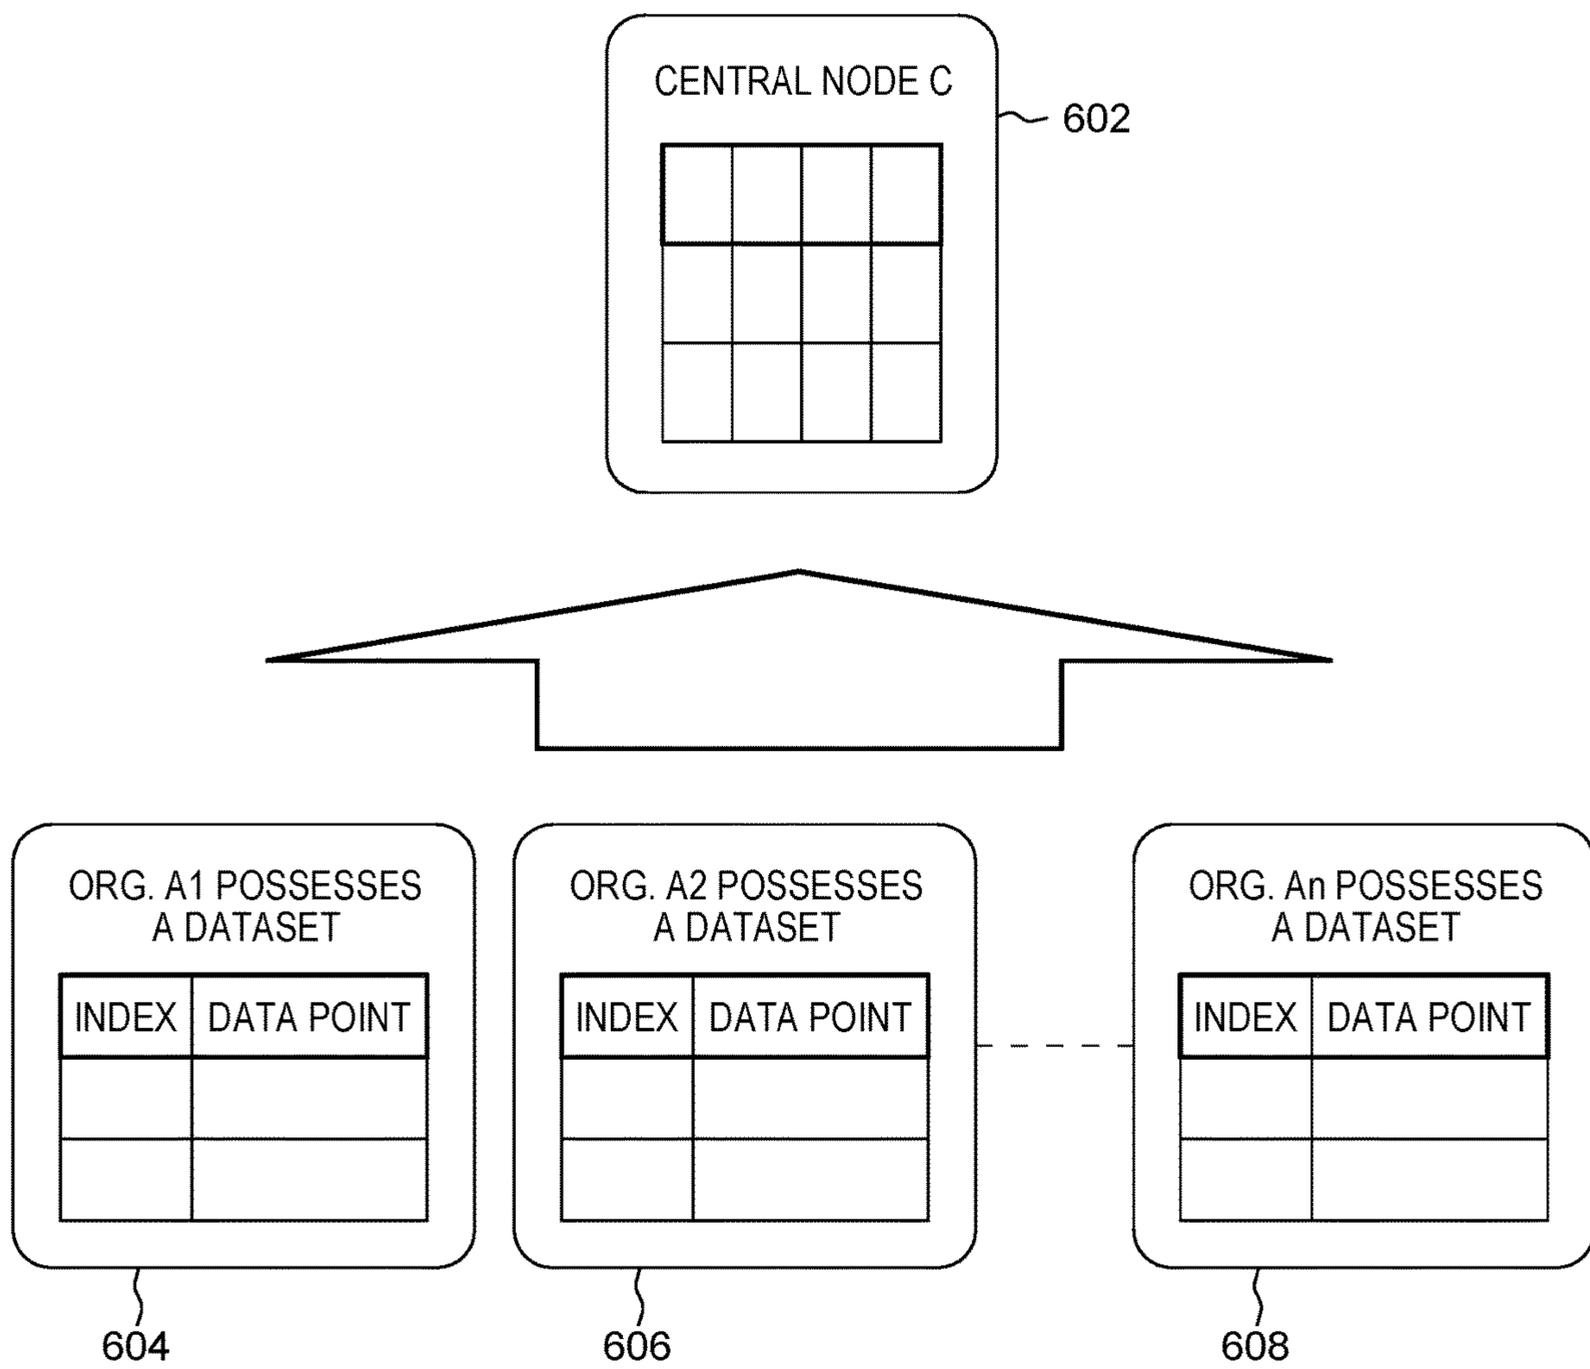 CENTRAL NODE C
602
ORG. A1 POSSESSES
A DATASET
INDEX DATA POINT
604
ORG. A2 POSSESSES
A DATASET
INDEX DATA POINT
606
ORG. An POSSESSES
A DATASET
INDEX DATA POINT
608